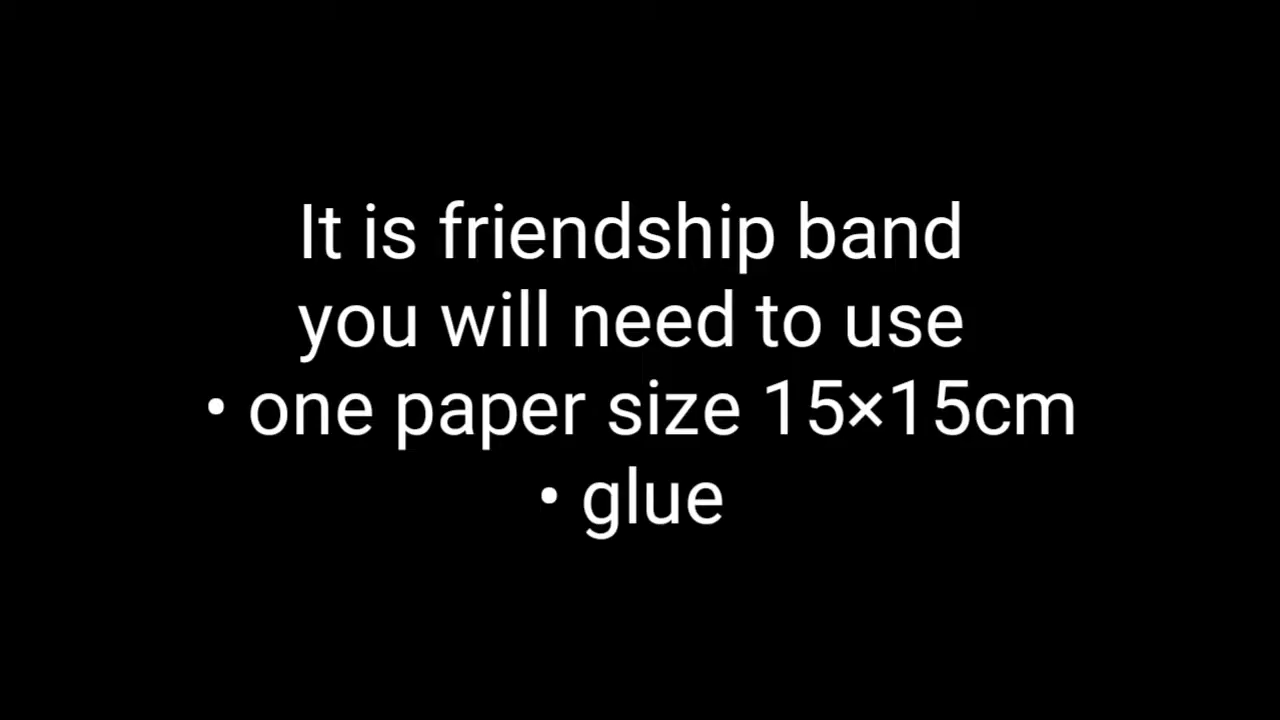 It is friendship band
you will need to use
• one paper size 15×15cm
• glue